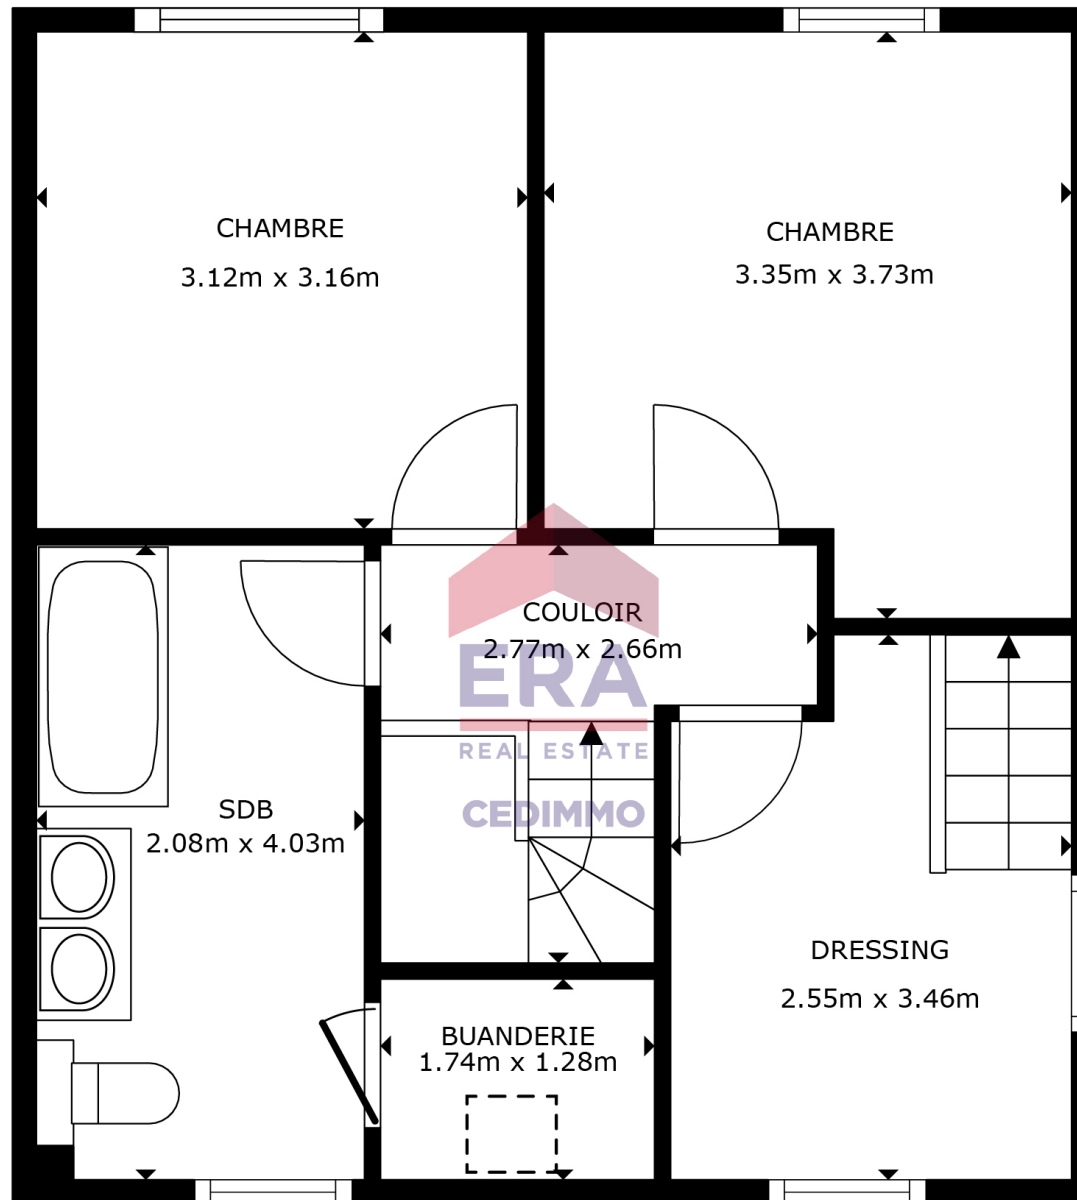 CHAMBRE
3.12m x 3.16m
CHAMBRE
3.35m x 3.73m
COULOIR
2.77m x 2.66m
ERA
REAL ESTATE
CEDIMMO
SDB
2.08m x 4.03m
DRESSING
2.55m x 3.46m
BUANDERIE
1.74m x 1.28m